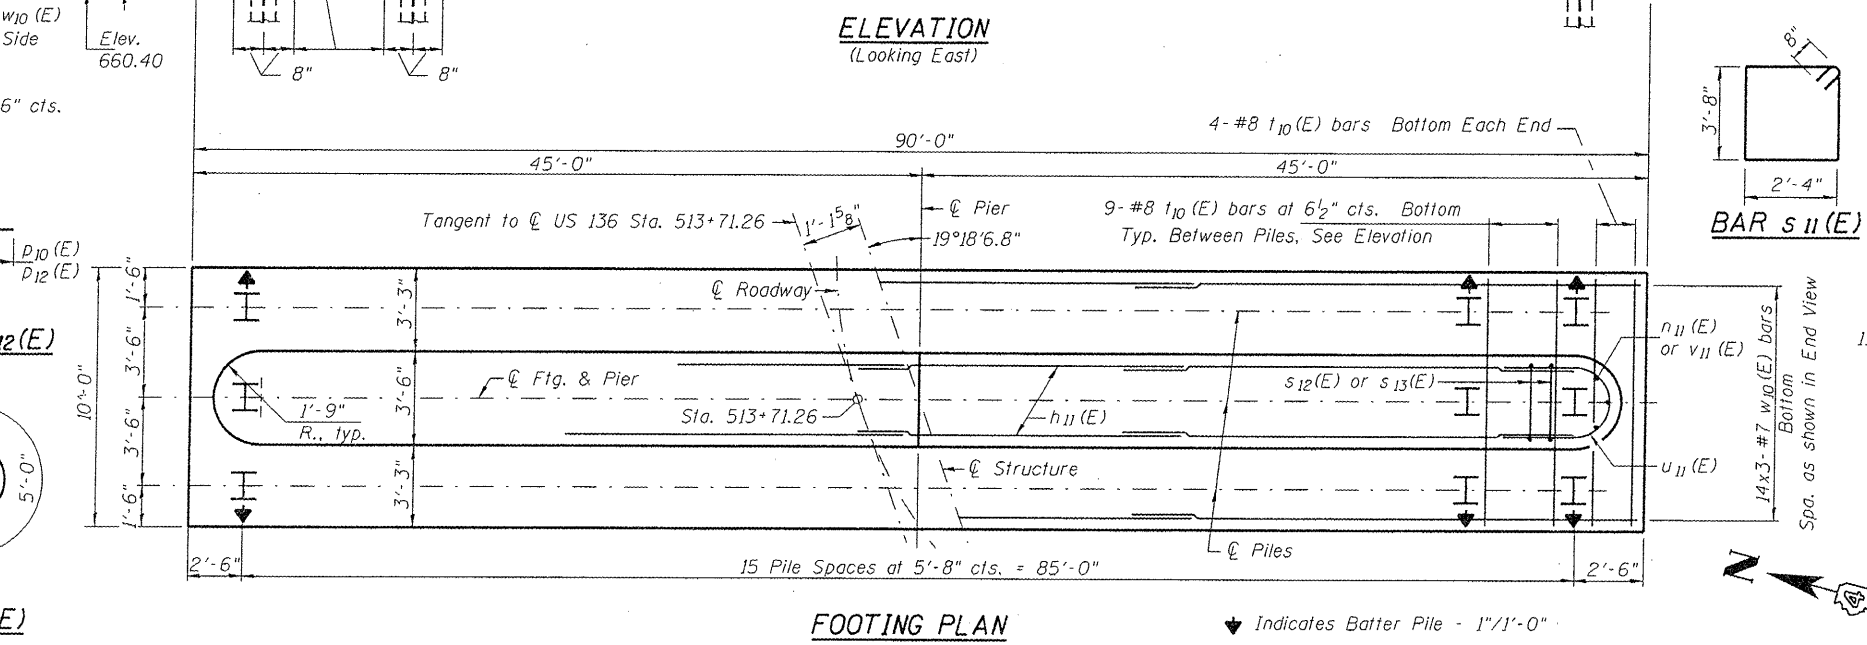 w10 (E)
Side
Elev.
660.40
8"
8"
6" cts.
ELEVATION
(Looking East)
8"
3'-8"
2'-4"
BAR s11(E)
4-#8 t10(E) bars Bottom Each End
90'-0"
45'-0"
45'-0"
Tangent to ℄ US 136 Sta. 513+71.26
1'-1⅝"
℄ Pier
19°18'6.8"
9-#8 t10(E) bars at 6½" cts. Bottom
Typ. Between Piles, See Elevation
p10(E)
p12(E)
12(E)
5'-0"
E)
10'-0"
1'-6"
3'-6"
3'-6"
1'-6"
3'-3"
3'-6"
3'-3"
℄ Roadway
℄ Ftg. & Pier
1'-9"
R., typ.
Sta. 513+71.26
h11(E)
s12(E) or s13(E)
n11(E)
or v11(E)
u11(E)
℄ Structure
℄ Piles
14x3-#7 w10(E) bars
Bottom
Spa. as shown in End View
2'-6"
15 Pile Spaces at 5'-8" cts. = 85'-0"
2'-6"
N
4
FOOTING PLAN
Indicates Batter Pile - 1"/1'-0"